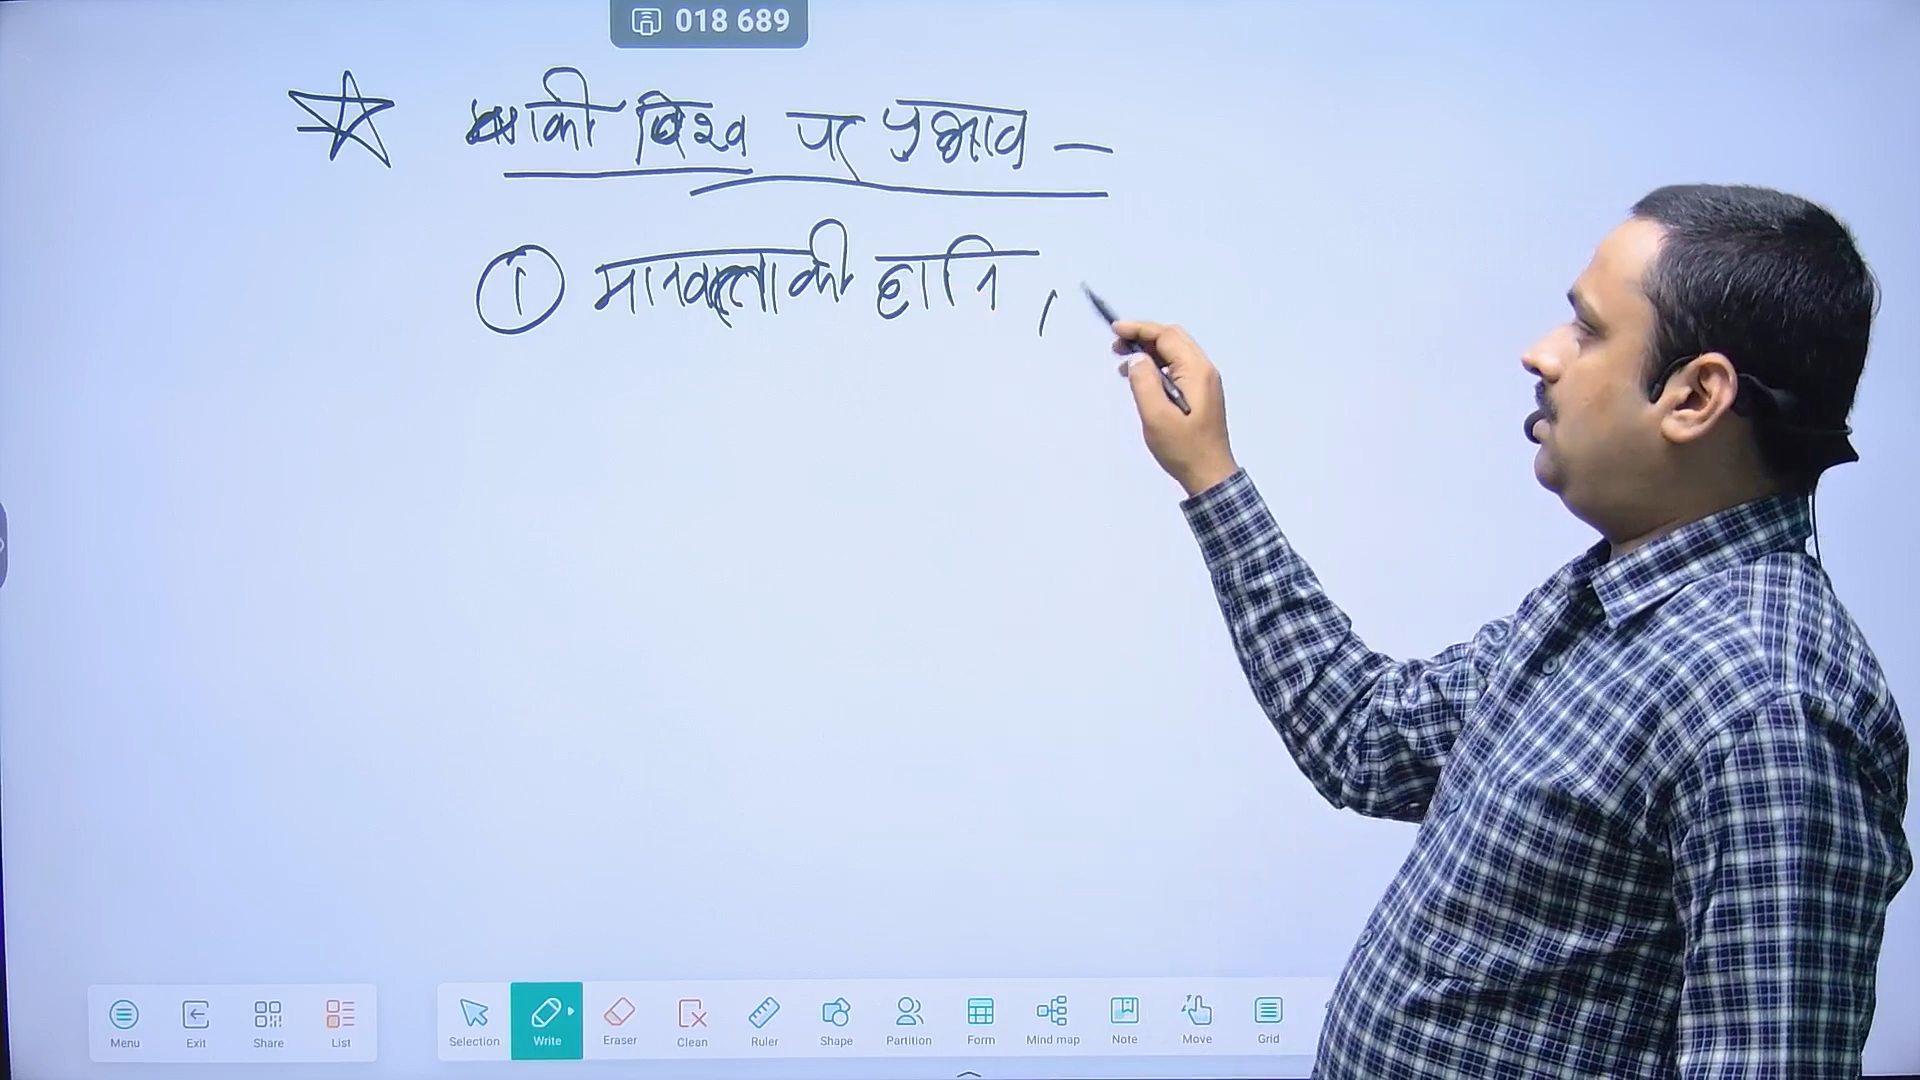 018 689
बाकी विश्व पर प्रभाव —
① मानवता की हानि,
Menu Exit Share List Selection Write Eraser Clean Ruler Shape Partition Form Mind map Note Move Grid